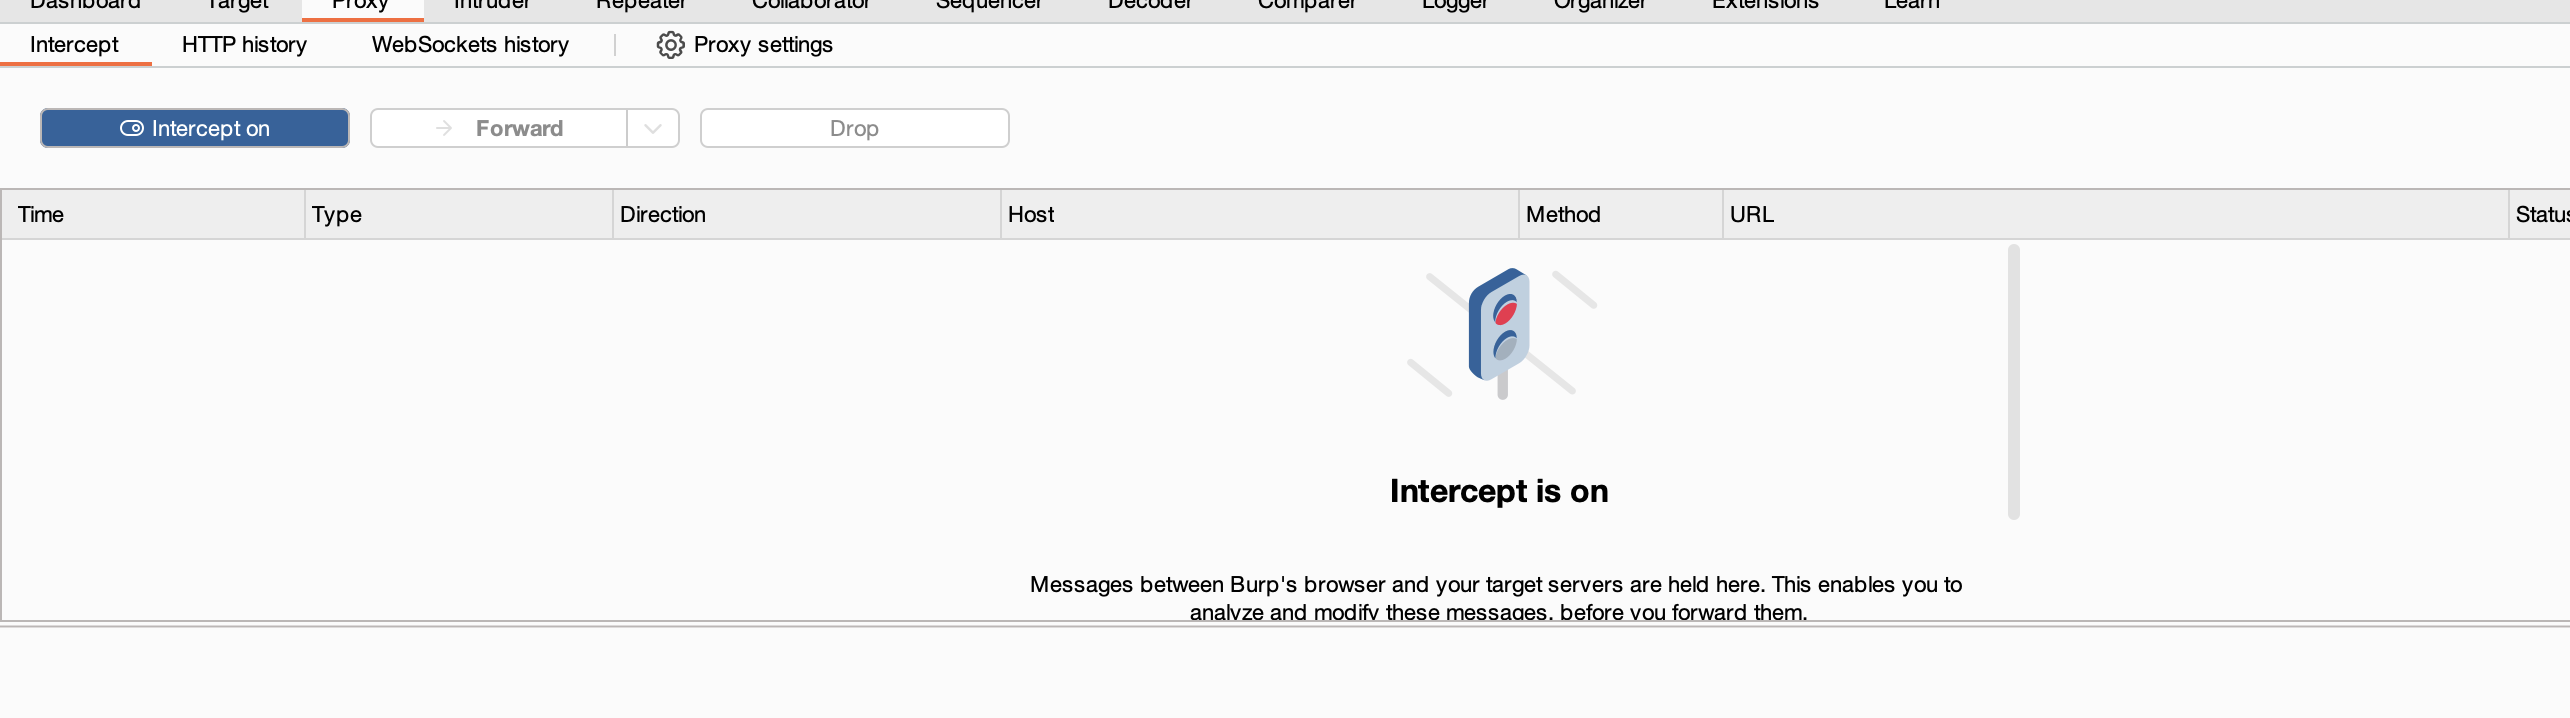 Dashboard Target Proxy Intruder Repeater Collaborator Sequencer Decoder Comparer Logger Organizer Extensions Learn
Intercept HTTP history WebSockets history Proxy settings
Intercept on Forward Drop
Time Type Direction Host Method URL Status
Intercept is on
Messages between Burp's browser and your target servers are held here. This enables you to
analyze and modify these messages, before you forward them.